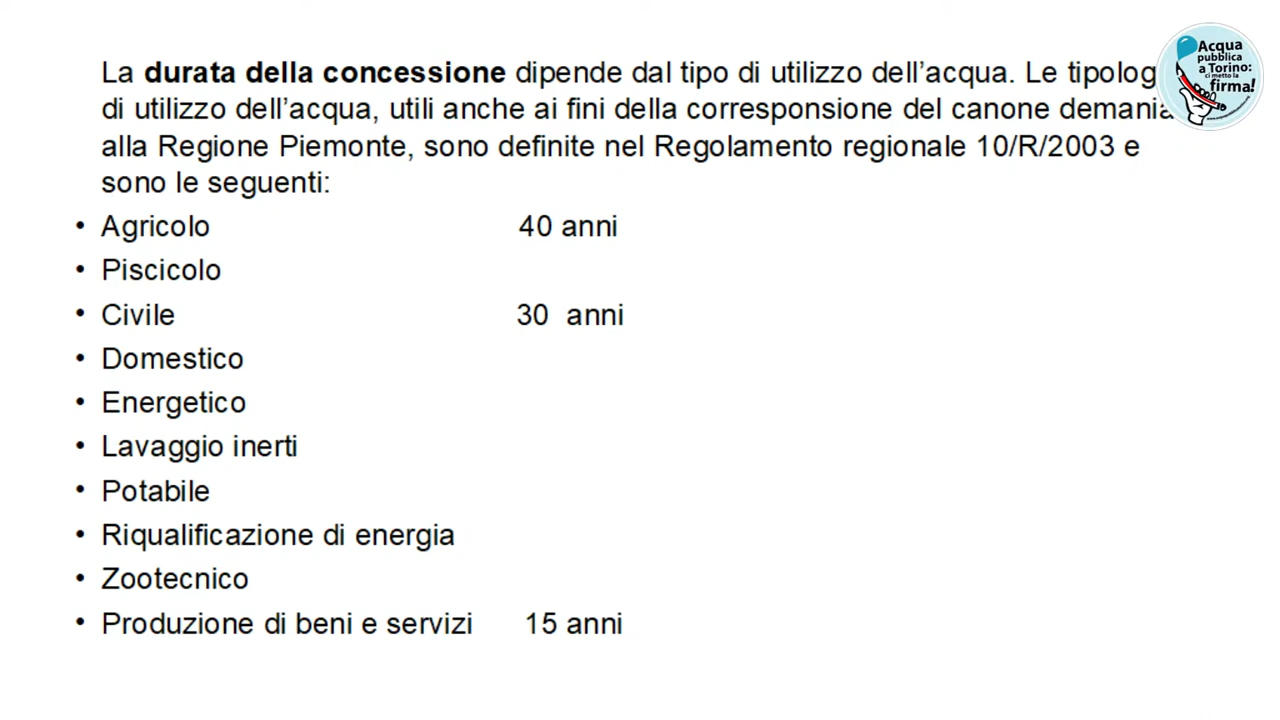 La durata della concessione dipende dal tipo di utilizzo dell'acqua. Le
di utilizzo dell'acqua, utili anche ai fini della corresponsione del canone
alla Regione Piemonte, sono definite nel Regolamento regionale 10/R/2003 e
sono le seguenti:
• Agricolo 40 anni
• Piscicolo
• Civile 30 anni
• Domestico
• Energetico
• Lavaggio inerti
• Potabile
• Riqualificazione di energia
• Zootecnico
• Produzione di beni e servizi 15 anni
Acqua
pubblica
a Torino:
ci metto la
firma!